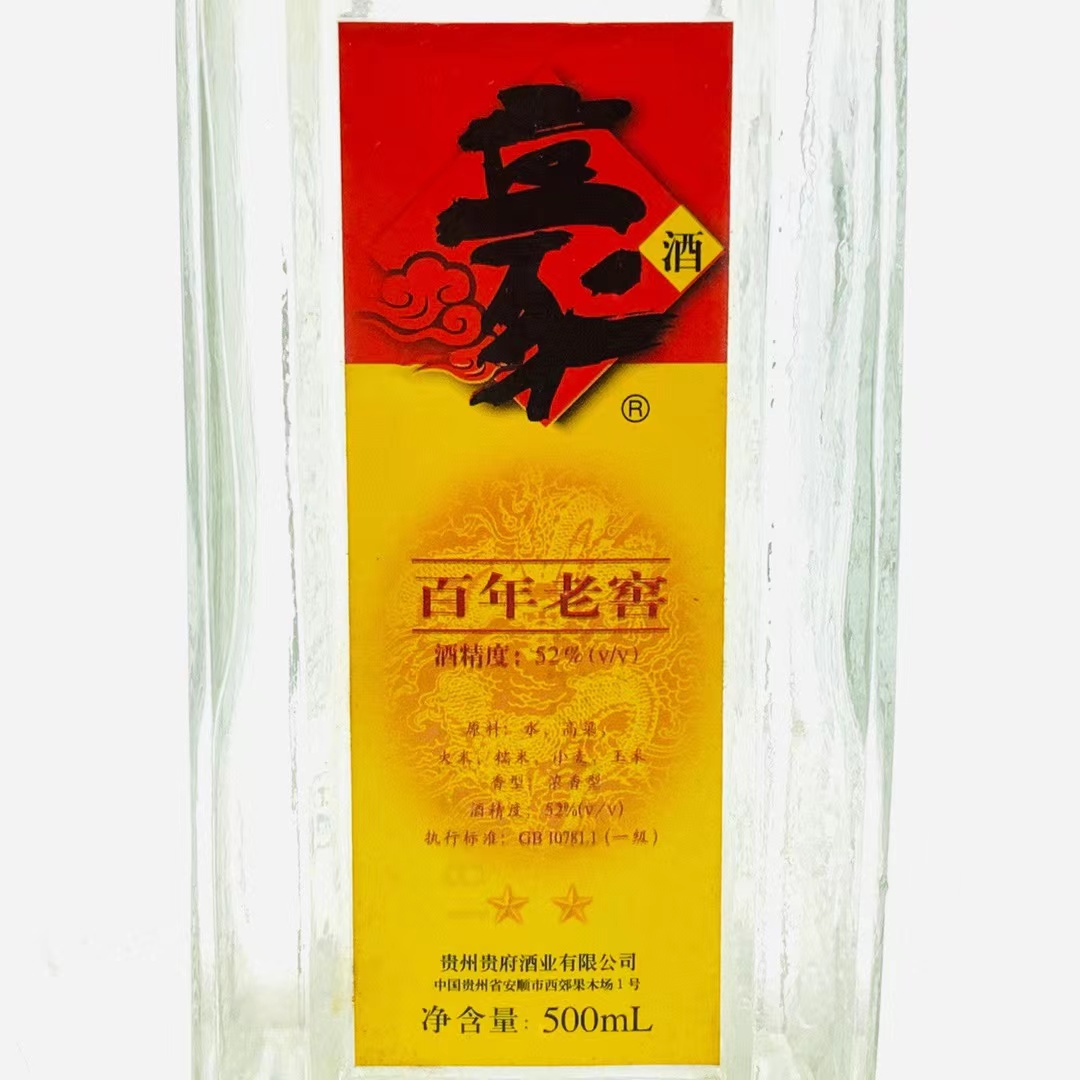 豪
酒
®
百年老窖
酒精度：52%(v/v)
原料：水、高粱、
大米、糯米、小麦、玉米
香型：浓香型
酒精度：52%(v/v)
执行标准：GB 10781.1(一级)
贵州贵府酒业有限公司
中国贵州省安顺市西郊果木场1号
净含量：500mL